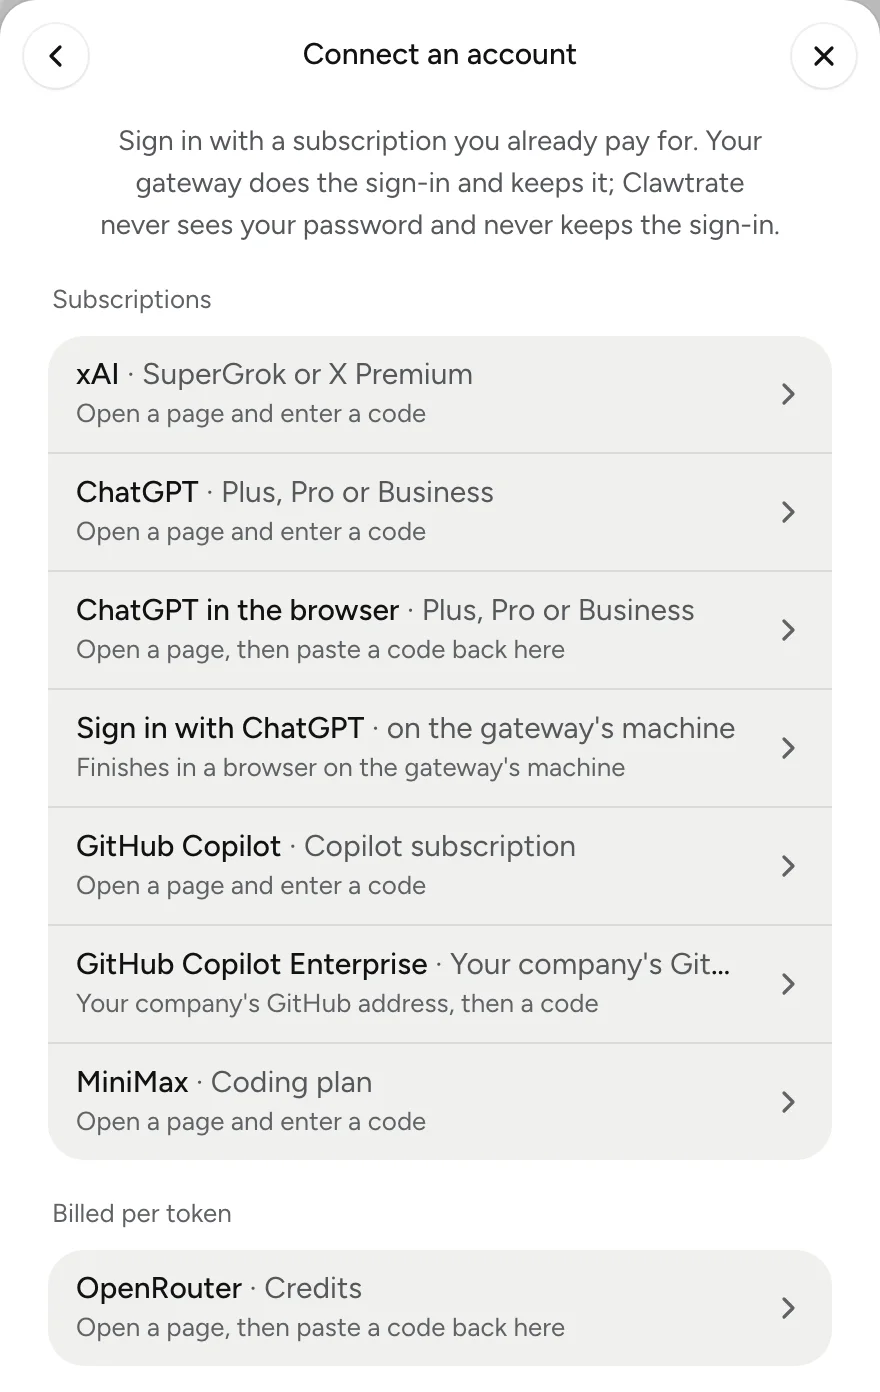 Connect an account
Sign in with a subscription you already pay for. Your
gateway does the sign-in and keeps it; Clawtrate
never sees your password and never keeps the sign-in.
Subscriptions
xAI · SuperGrok or X Premium
Open a page and enter a code
ChatGPT · Plus, Pro or Business
Open a page and enter a code
ChatGPT in the browser · Plus, Pro or Business
Open a page, then paste a code back here
Sign in with ChatGPT · on the gateway's machine
Finishes in a browser on the gateway's machine
GitHub Copilot · Copilot subscription
Open a page and enter a code
GitHub Copilot Enterprise · Your company's Git...
Your company's GitHub address, then a code
MiniMax · Coding plan
Open a page and enter a code
Billed per token
OpenRouter · Credits
Open a page, then paste a code back here